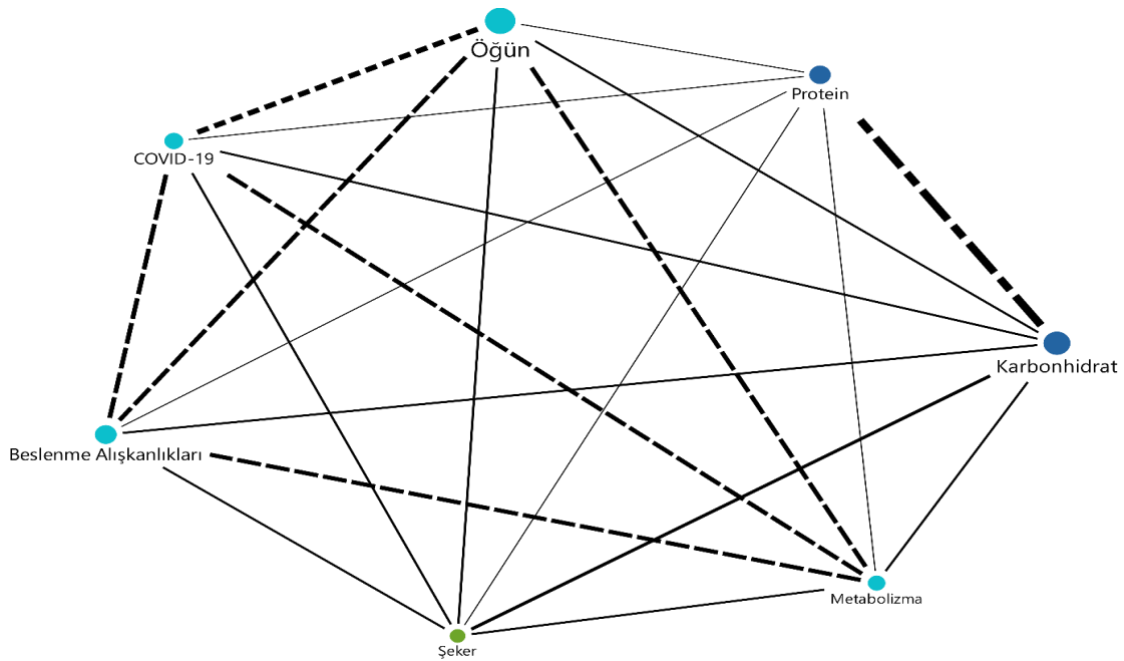 Öğün
Protein
COVID-19
Karbonhidrat
Beslenme Alışkanlıkları
Metabolizma
Şeker